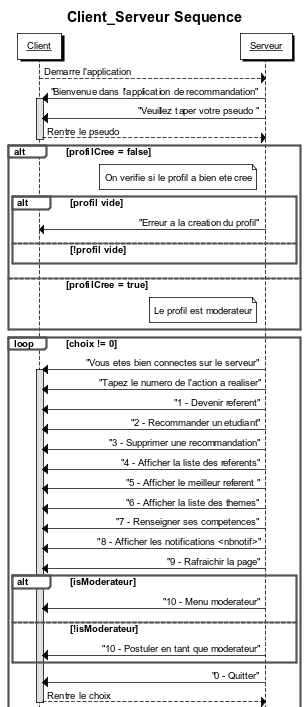 Client_Serveur Sequence
Client
Serveur
Demarre l'application
"Bienvenue dans l'application de recommandation"
"Veuillez taper votre pseudo "
Rentre le pseudo
alt [profilCree = false]
On verifie si le profil a bien ete cree
alt [profil vide]
"Erreur a la creation du profil"
[!profil vide]
[profilCree = true]
Le profil est moderateur
loop [choix != 0]
"Vous etes bien connectes sur le serveur"
"Tapez le numero de l'action a realiser"
"1 - Devenir referent"
"2 - Recommander un etudiant"
"3 - Supprimer une recommandation"
"4 - Afficher la liste des referents"
"5 - Afficher le meilleur referent "
"6 - Afficher la liste des themes"
"7 - Renseigner ses competences"
"8 - Afficher les notifications <nbnotif>"
"9 - Rafraichir la page"
alt [isModerateur]
"10 - Menu moderateur"
[!isModerateur]
"10 - Postuler en tant que moderateur"
"0 - Quitter"
Rentre le choix